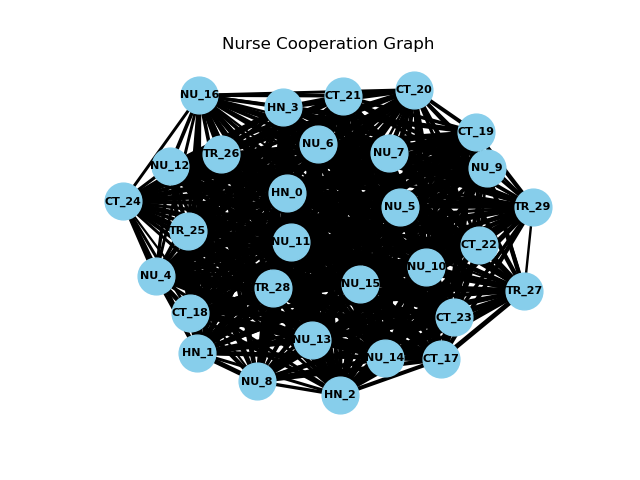 Nurse Cooperation Graph
NU_16
HN_3
CT_21
CT_20
CT_19
NU_12
TR_26
NU_6
NU_7
NU_9
CT_24
HN_0
NU_5
TR_29
TR_25
NU_11
CT_22
NU_4
TR_28
NU_15
NU_10
TR_27
CT_18
CT_23
HN_1
NU_13
NU_14
CT_17
NU_8
HN_2